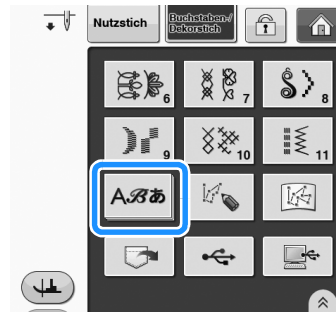 Nutzstich
Buchstaben-/
Dekorstich
6
7
8
9
10
11
Aℬあ